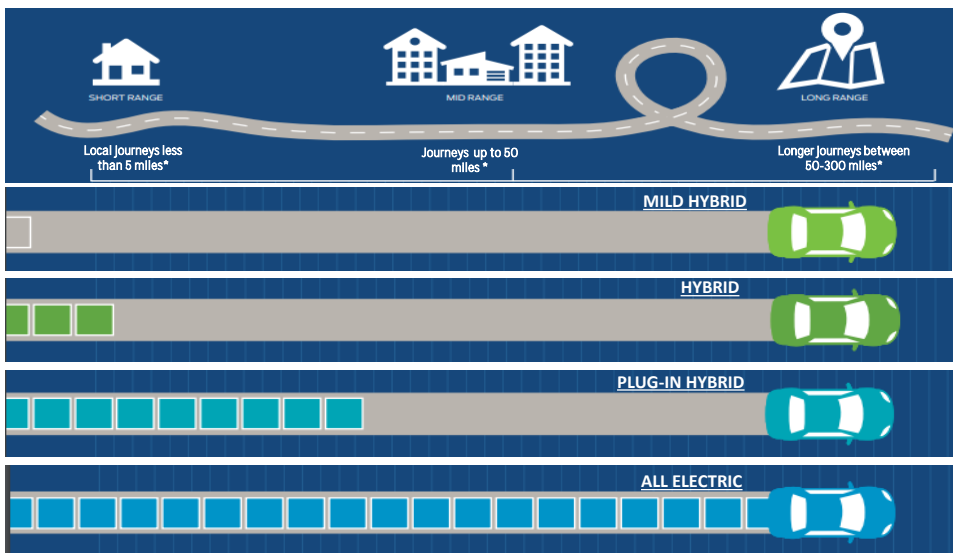 SHORT RANGE
MID RANGE
LONG RANGE
Local journeys less
than 5 miles*
Journeys up to 50
miles *
Longer journeys between
50-300 miles*
MILD HYBRID
HYBRID
PLUG-IN HYBRID
ALL ELECTRIC